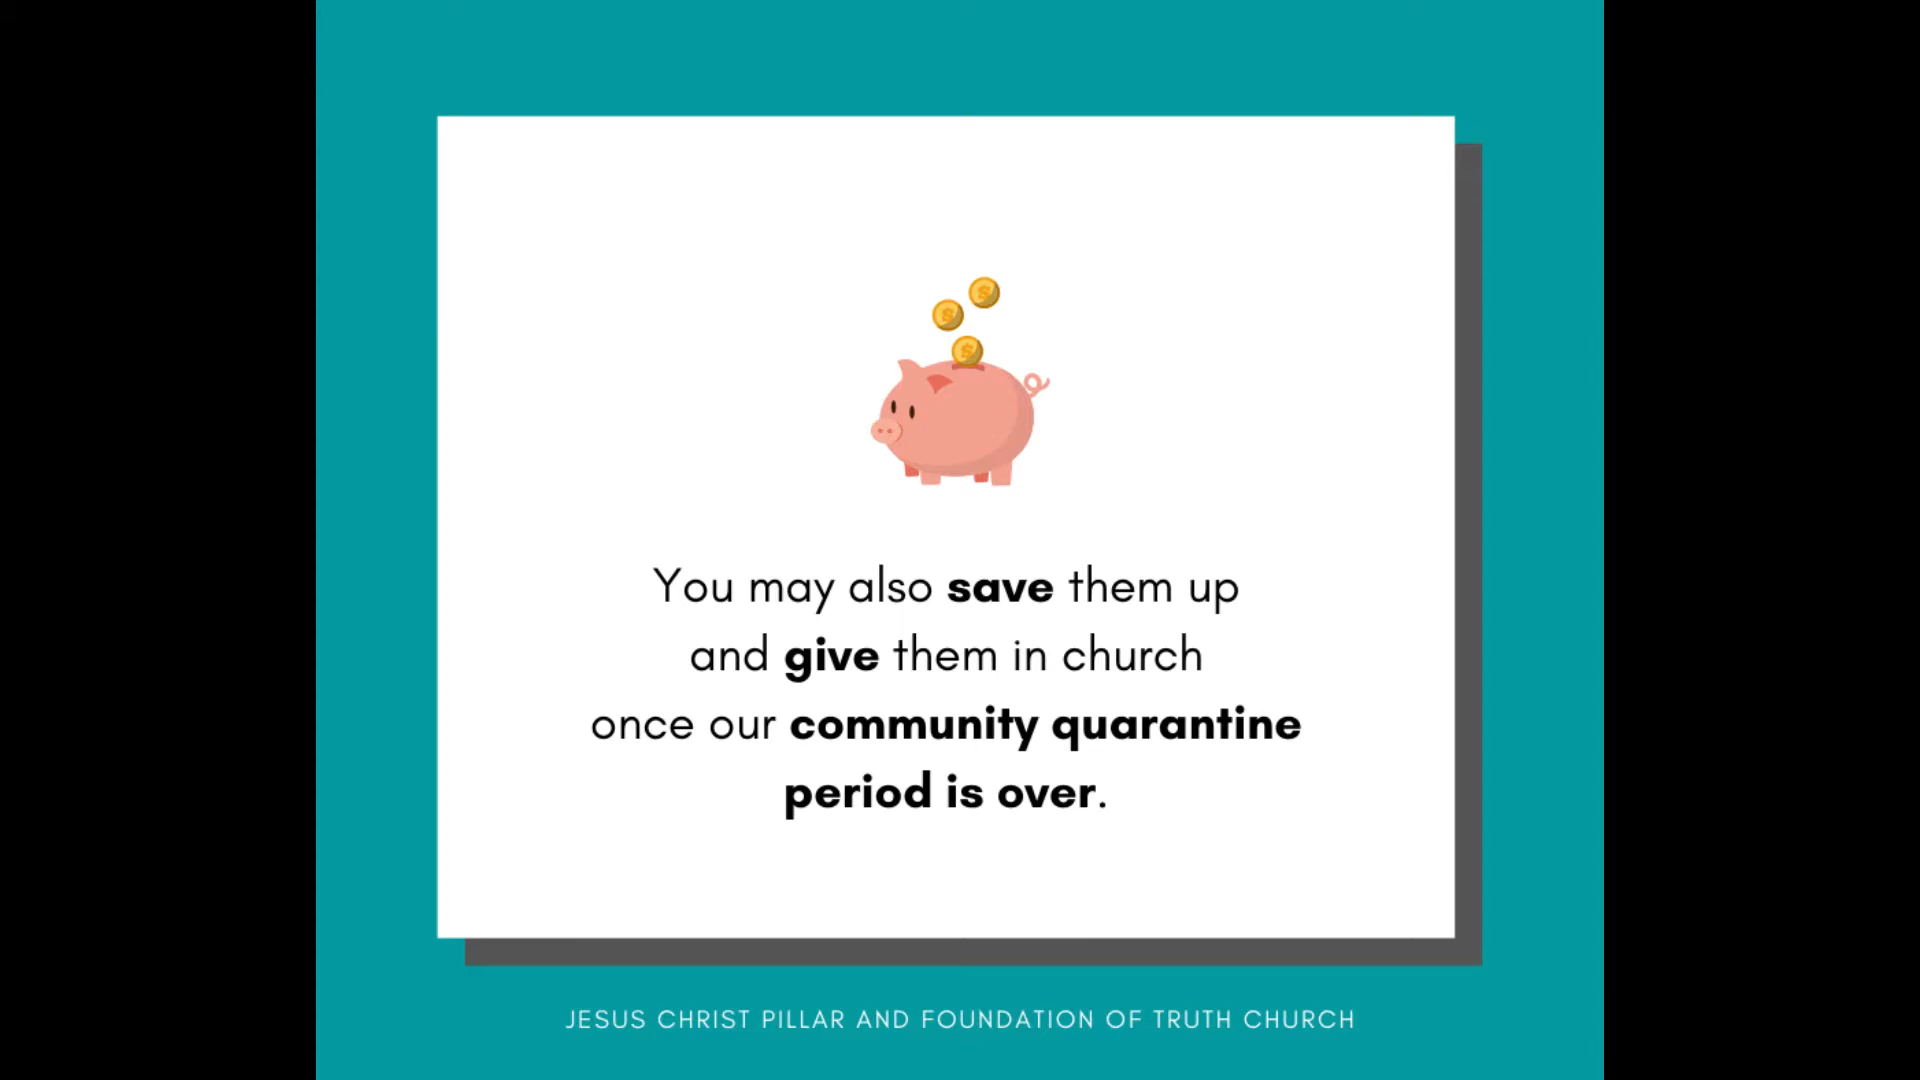 You may also save them up
and give them in church
once our community quarantine
period is over.
JESUS CHRIST PILLAR AND FOUNDATION OF TRUTH CHURCH